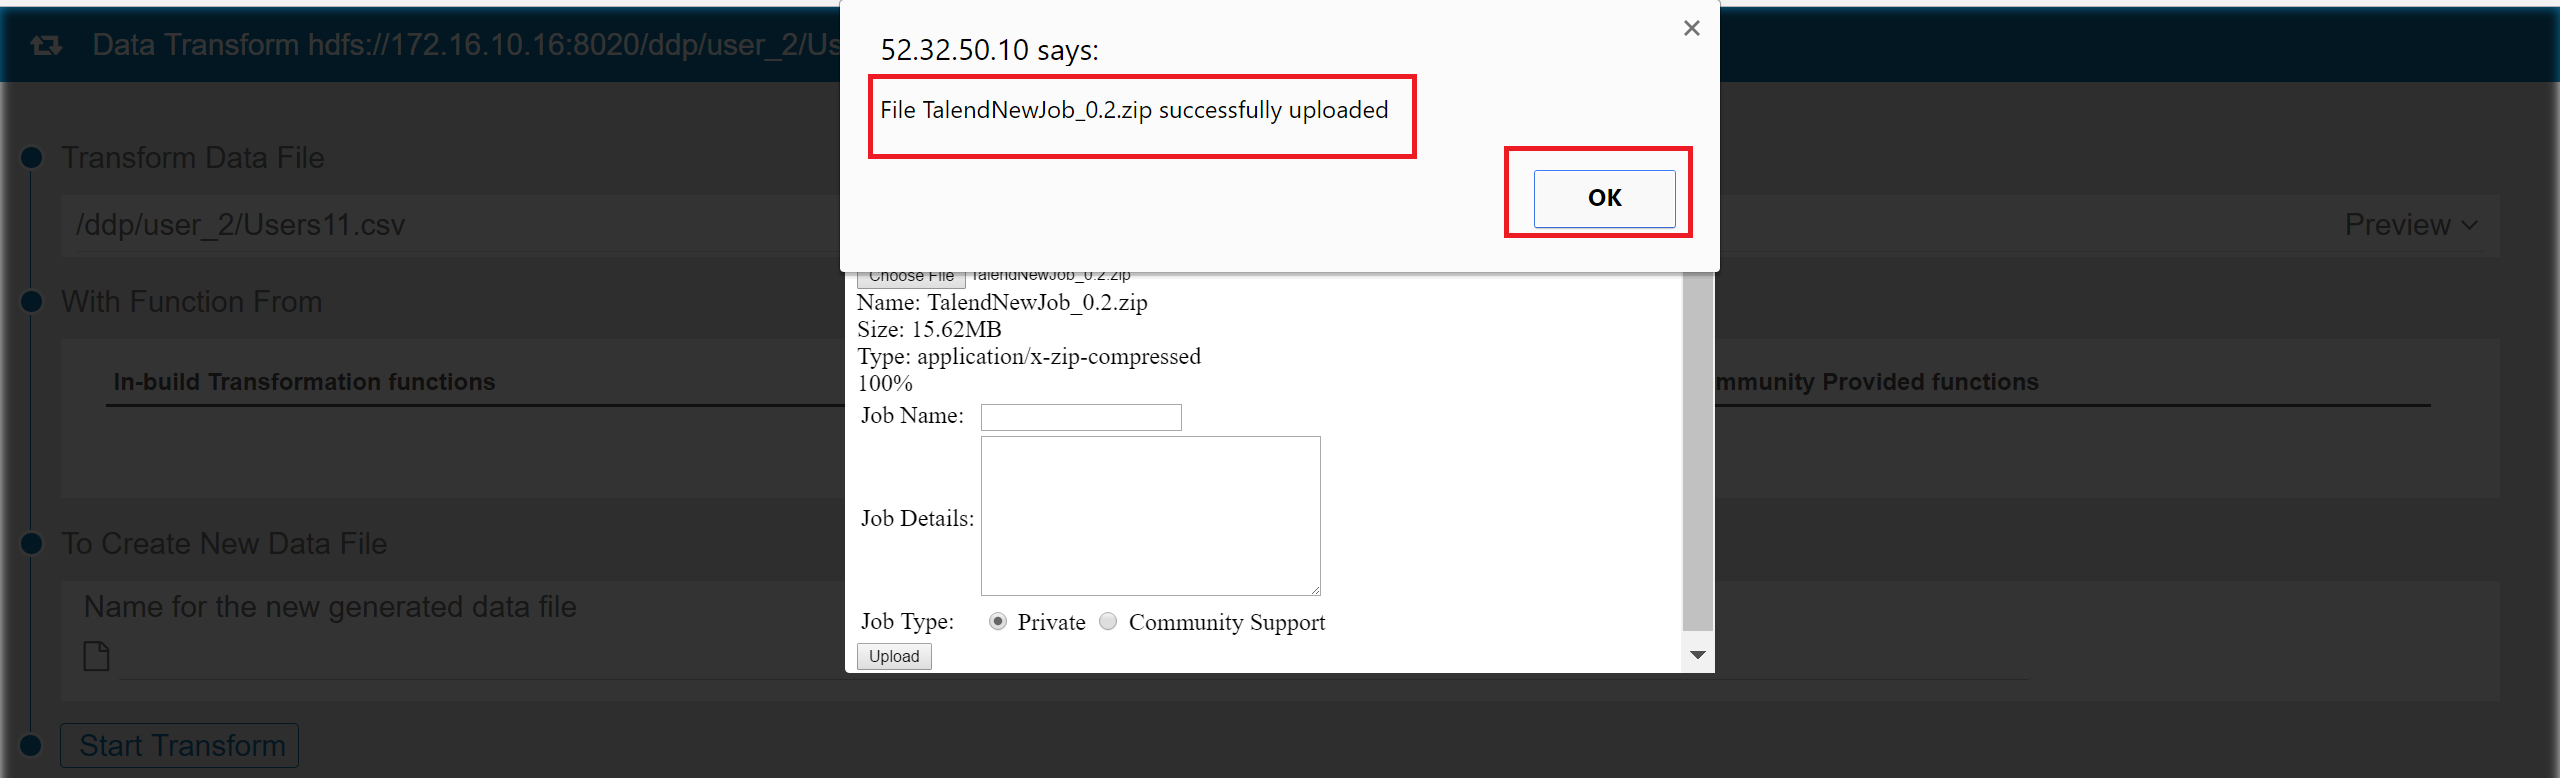 Data Transform hdfs://172.16.10.16:8020/ddp/user_2/Us
52.32.50.10 says:
File TalendNewJob_0.2.zip successfully uploaded
OK
Transform Data File
/ddp/user_2/Users11.csv
Preview
Choose File TalendNewJob_0.2.zip
Name: TalendNewJob_0.2.zip
Size: 15.62MB
Type: application/x-zip-compressed
100%
With Function From
In-build Transformation functions
mmunity Provided functions
Job Name:
Job Details:
Job Type: Private Community Support
Upload
To Create New Data File
Name for the new generated data file
Start Transform